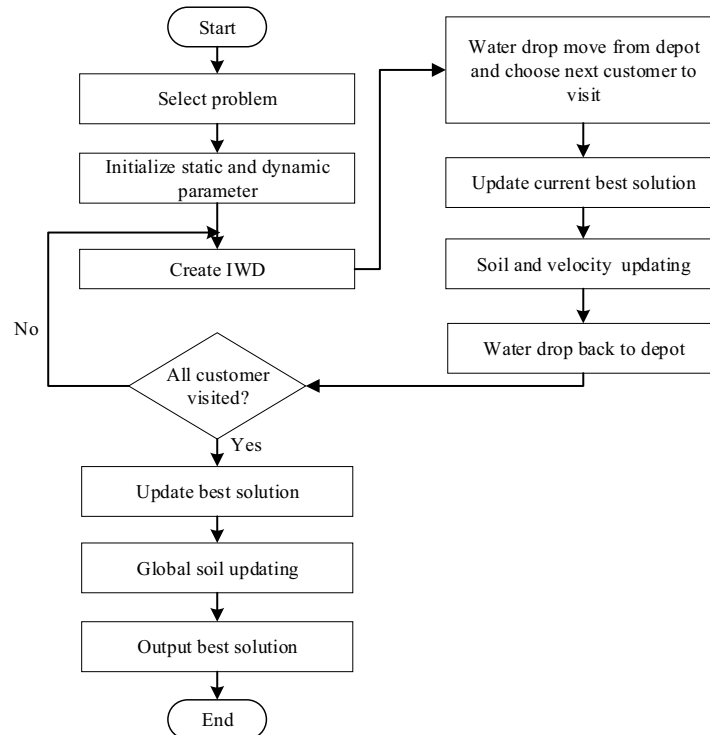 Start
Select problem
Initialize static and dynamic
parameter
Create IWD
Water drop move from depot
and choose next customer to
visit
Update current best solution
Soil and velocity updating
Water drop back to depot
All customer
visited?
No
Yes
Update best solution
Global soil updating
Output best solution
End